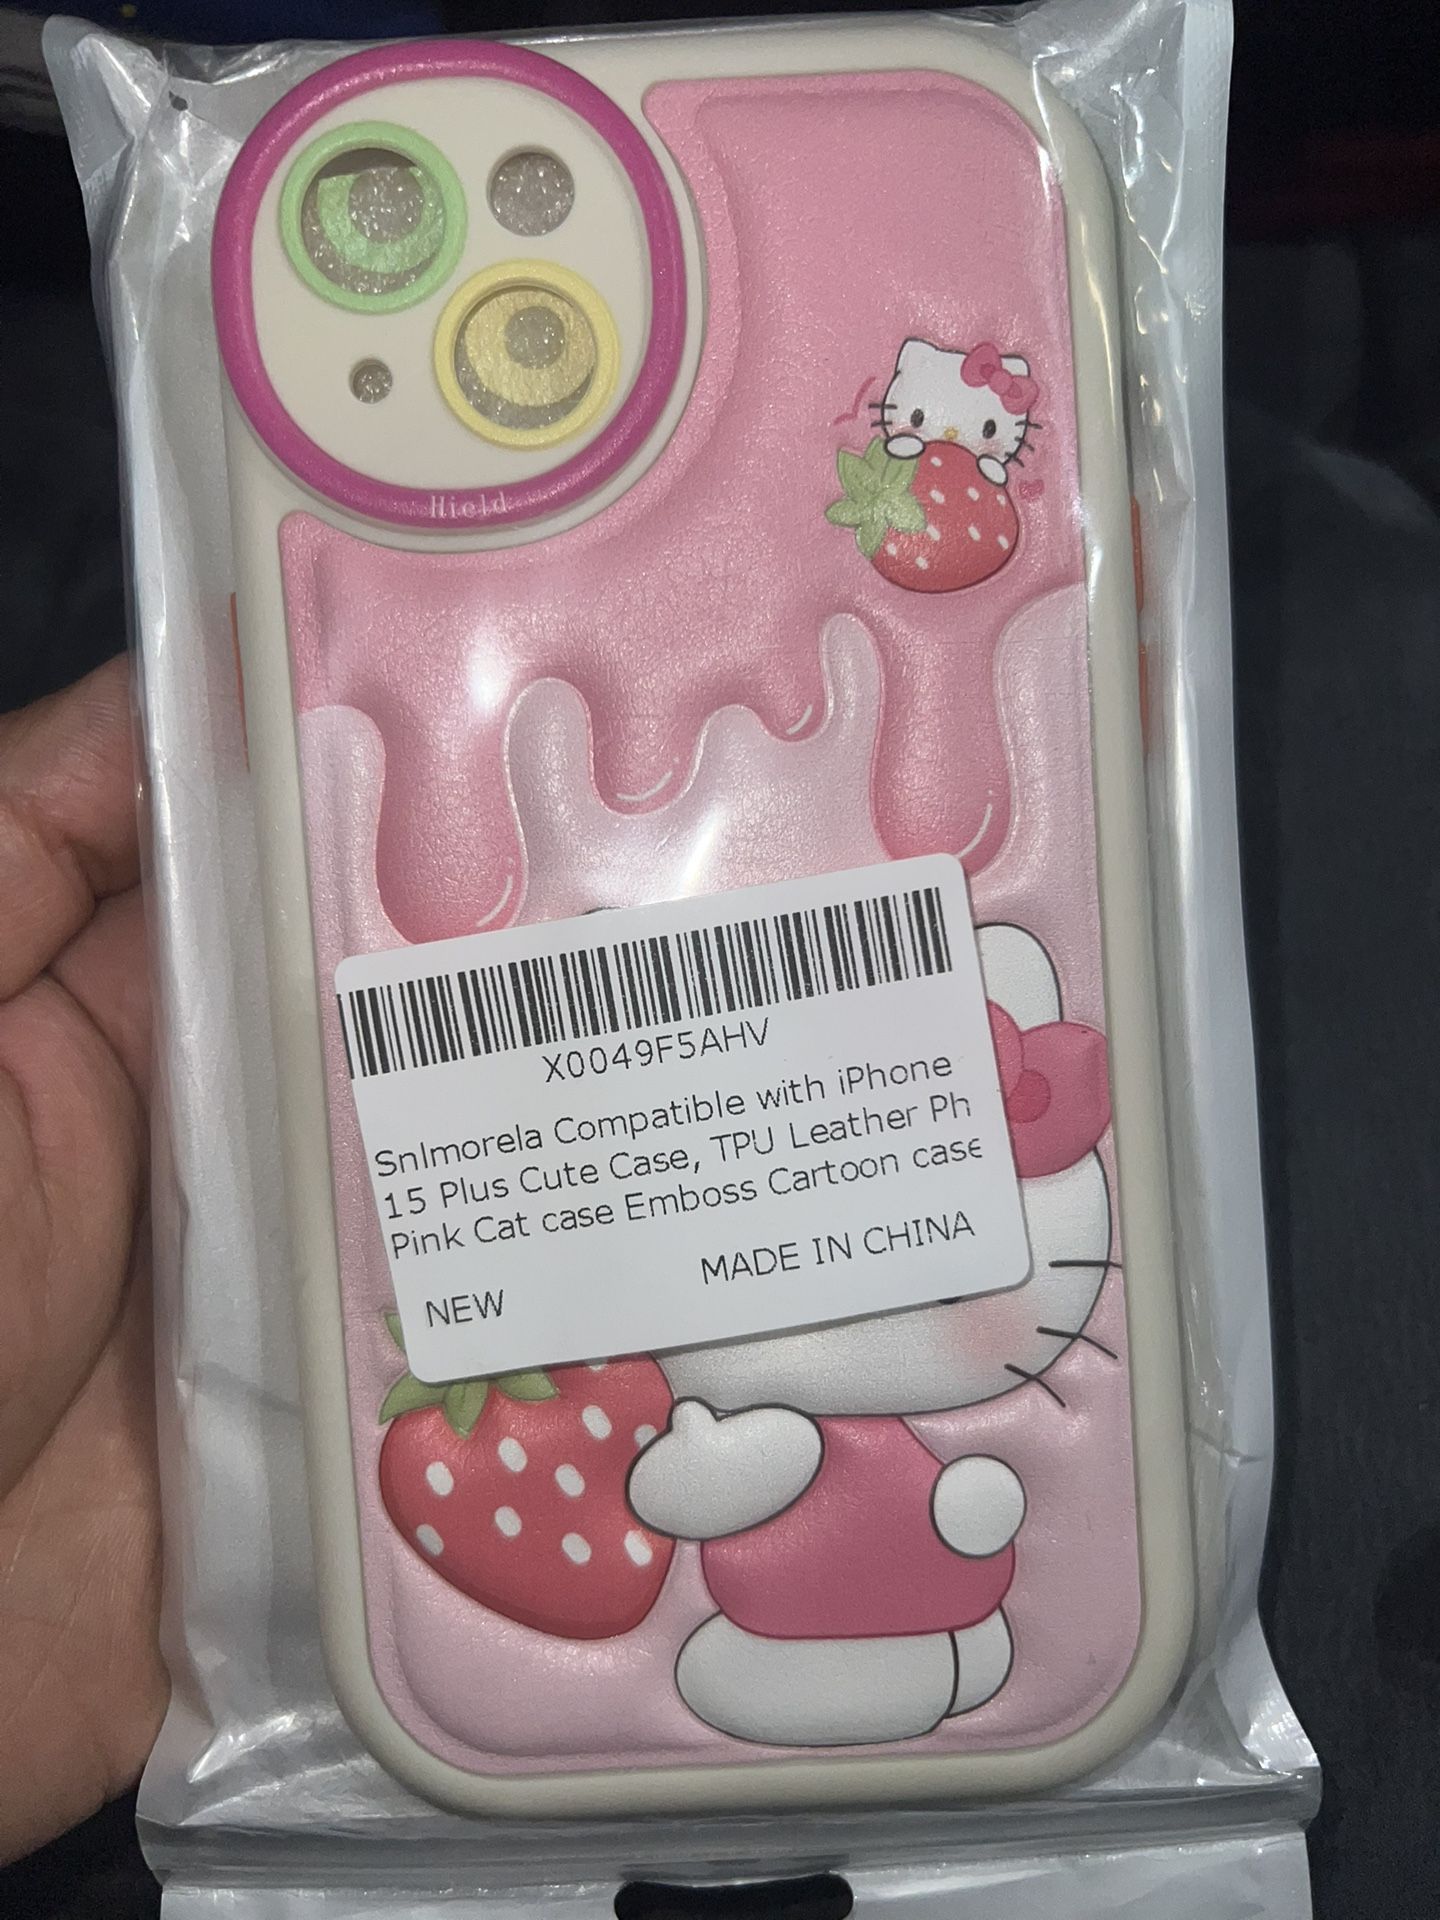 Hield
X0049F5AHV
Snlmorela Compatible with iPhone
15 Plus Cute Case, TPU Leather Ph
Pink Cat case Emboss Cartoon case
NEW
MADE IN CHINA